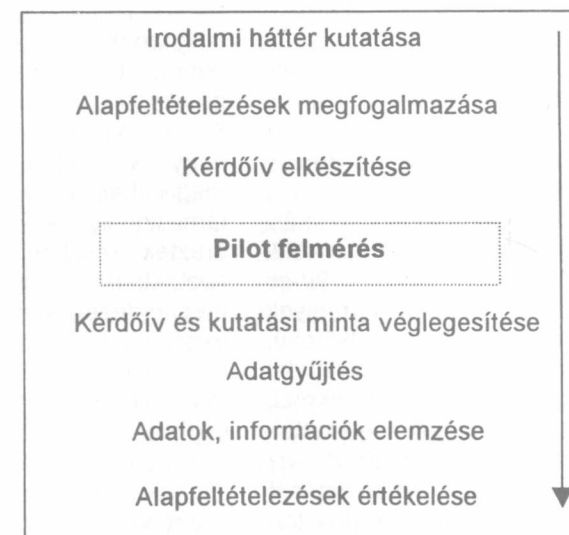 Irodalmi háttér kutatása
Alapfeltételezések megfogalmazása
Kérdőív elkészítése
Pilot felmérés
Kérdőív és kutatási minta véglegesítése
Adatgyűjtés
Adatok, információk elemzése
Alapfeltételezések értékelése